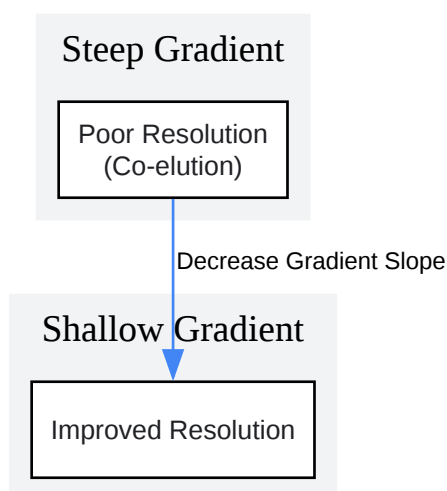 Steep Gradient
Poor Resolution
(Co-elution)
Decrease Gradient Slope
Shallow Gradient
Improved Resolution